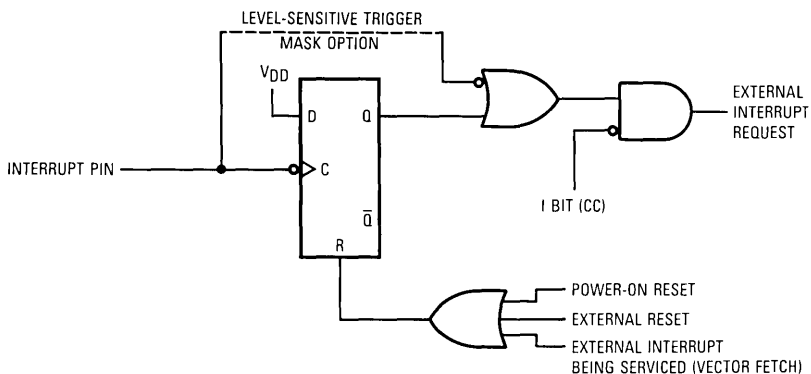 LEVEL-SENSITIVE TRIGGER
MASK OPTION
VDD
D
Q
EXTERNAL
INTERRUPT
REQUEST
INTERRUPT PIN
C
I BIT (CC)
Q̅
R
POWER-ON RESET
EXTERNAL RESET
EXTERNAL INTERRUPT
BEING SERVICED (VECTOR FETCH)